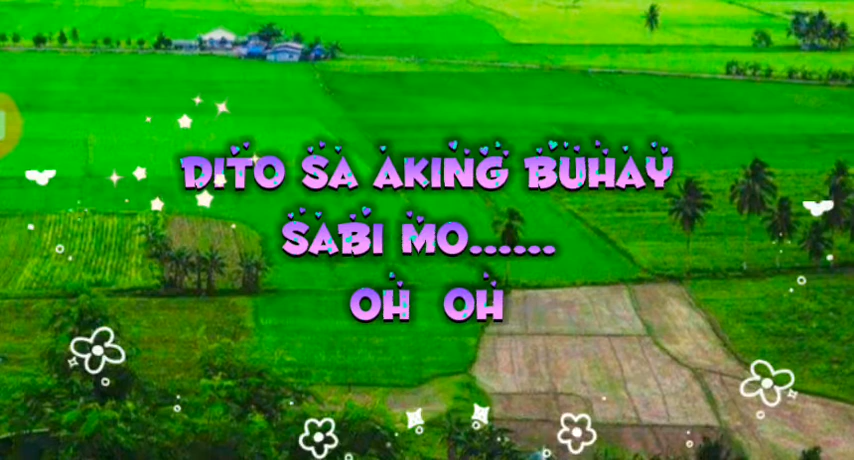 DITO SA AKING BUHAY
SABI MO......
OH OH